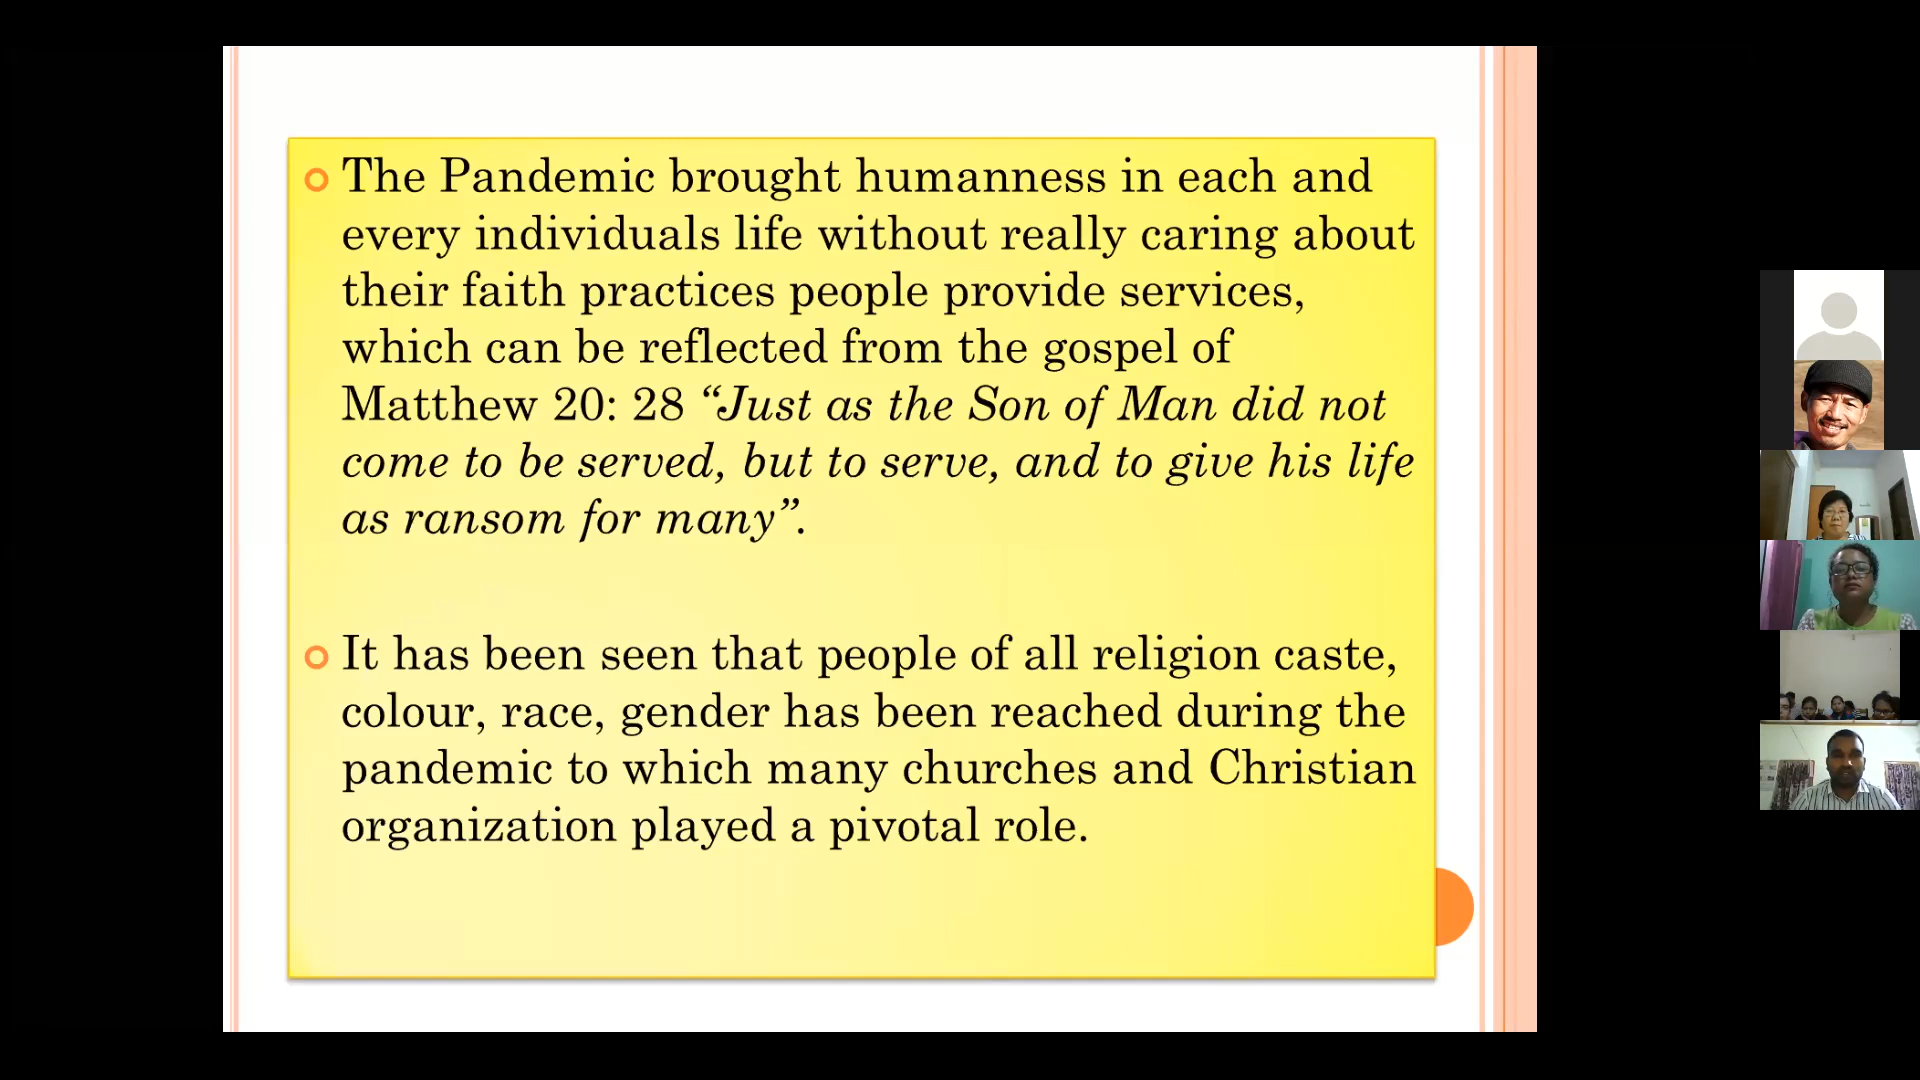 The Pandemic brought humanness in each and
every individuals life without really caring about
their faith practices people provide services,
which can be reflected from the gospel of
Matthew 20: 28 “Just as the Son of Man did not
come to be served, but to serve, and to give his life
as ransom for many”.
It has been seen that people of all religion caste,
colour, race, gender has been reached during the
pandemic to which many churches and Christian
organization played a pivotal role.